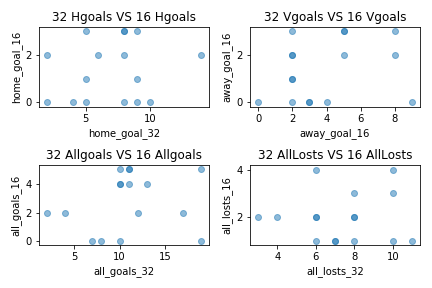 32 Hgoals VS 16 Hgoals
home_goal_16
2
0
5
10
home_goal_32
32 Vgoals VS 16 Vgoals
away_goal_16
2
0
0
2
4
6
8
away_goal_16
32 Allgoals VS 16 Allgoals
all_goals_16
4
2
0
5
10
15
all_goals_32
32 AllLosts VS 16 AllLosts
all_losts_16
4
2
4
6
8
10
all_losts_32